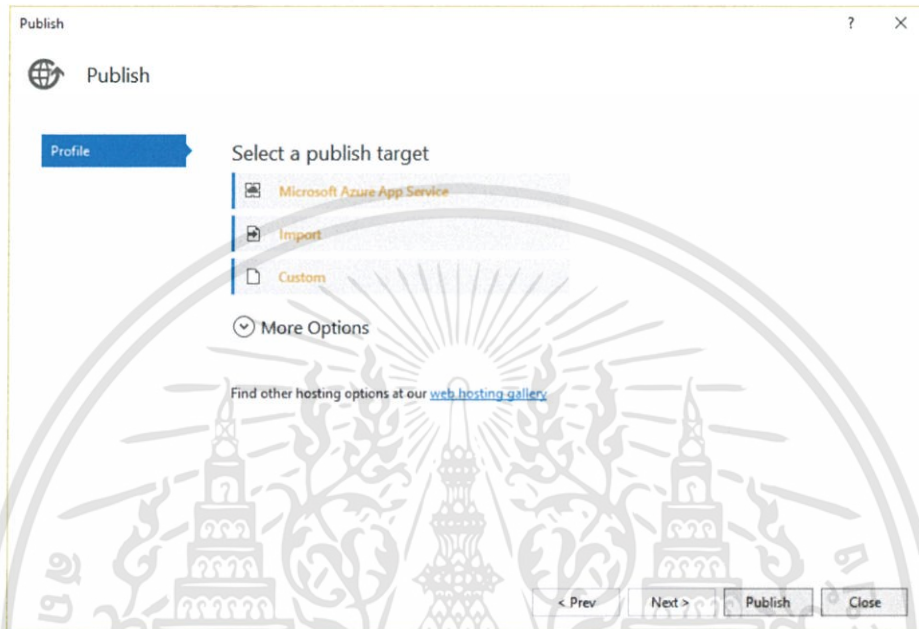 Publish
?
Publish
Profile
Select a publish target
Microsoft Azure App Service
Import
Custom
More Options
Find other hosting options at our web hosting gallery
< Prev
Next >
Publish
Close